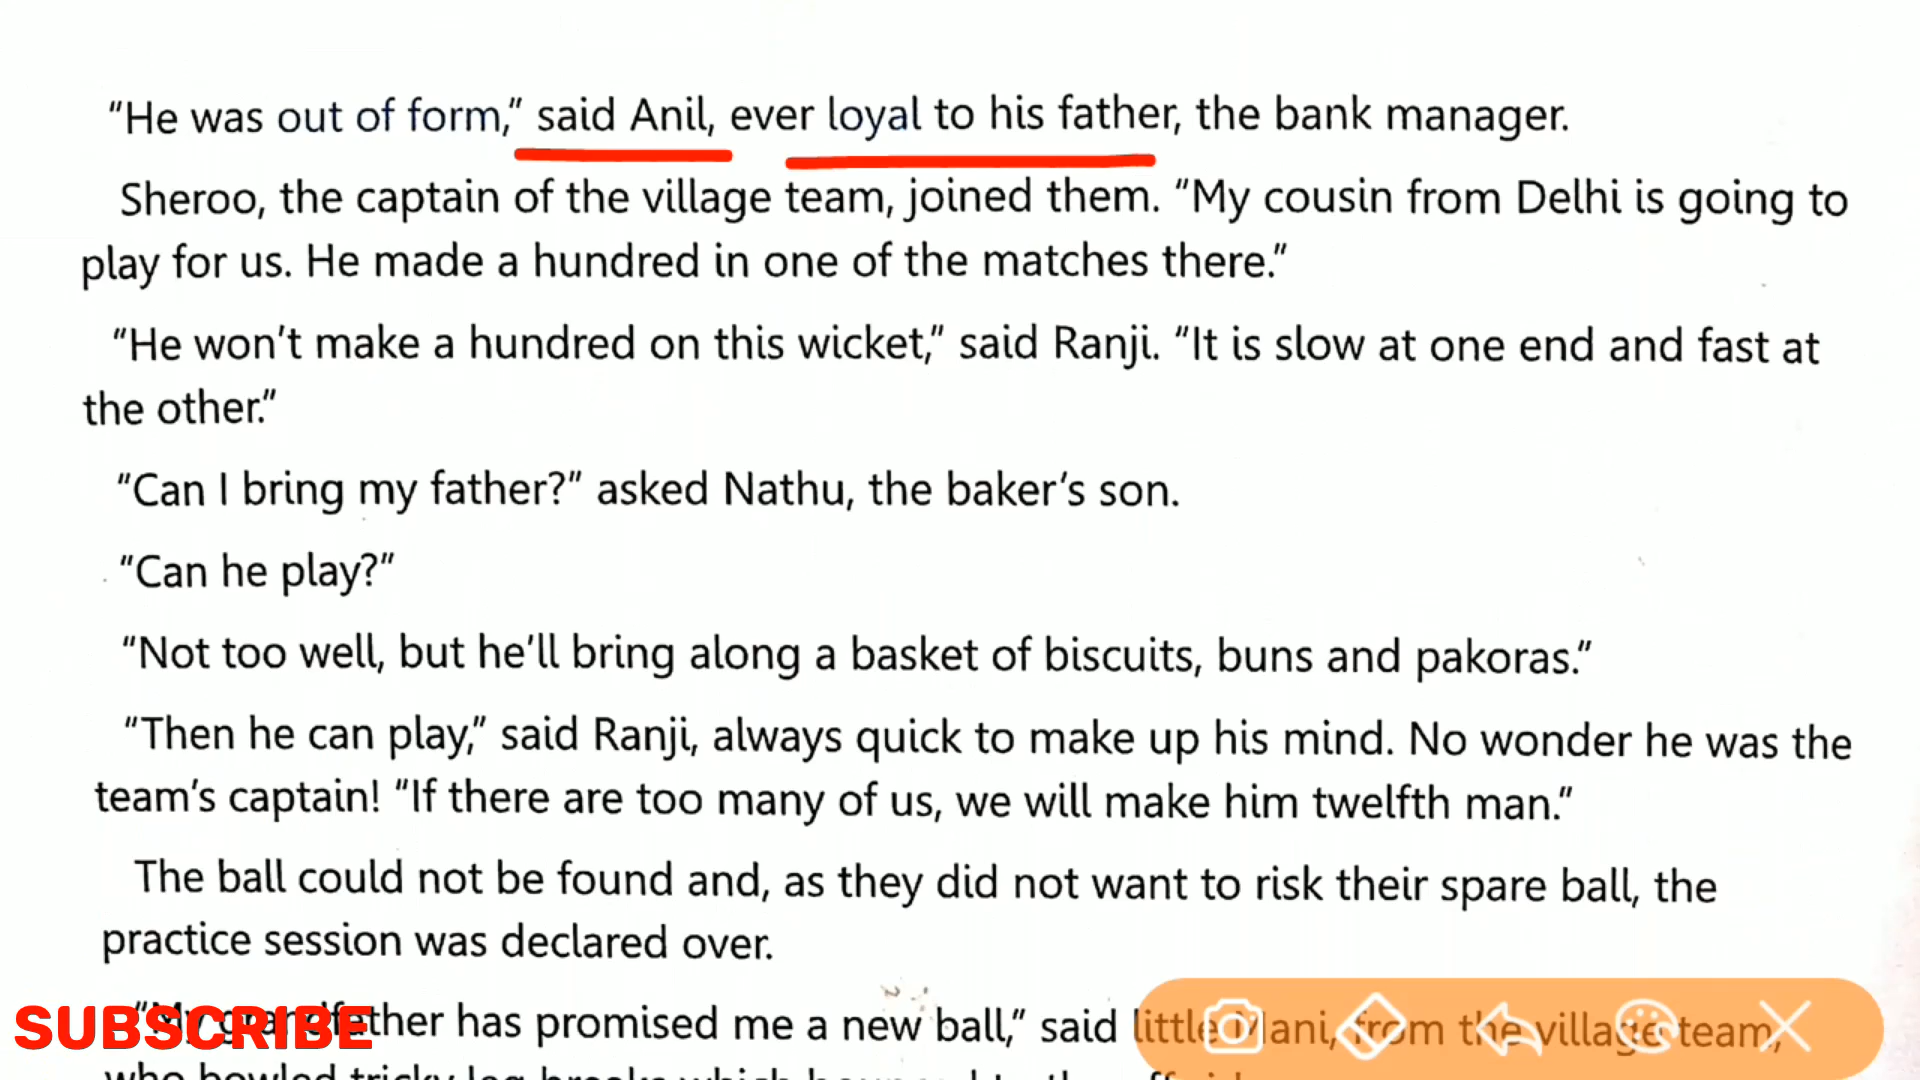 “He was out of form,” said Anil, ever loyal to his father, the bank manager.
Sheroo, the captain of the village team, joined them. “My cousin from Delhi is going to
play for us. He made a hundred in one of the matches there.”
“He won’t make a hundred on this wicket,” said Ranji. “It is slow at one end and fast at
the other.”
“Can I bring my father?” asked Nathu, the baker’s son.
“Can he play?”
“Not too well, but he’ll bring along a basket of biscuits, buns and pakoras.”
“Then he can play,” said Ranji, always quick to make up his mind. No wonder he was the
team’s captain! “If there are too many of us, we will make him twelfth man.”
The ball could not be found and, as they did not want to risk their spare ball, the
practice session was declared over.
“My grandfather has promised me a new ball,” said little Mani, from the village team,
SUBSCRIBE
who bowled tricky leg breaks which